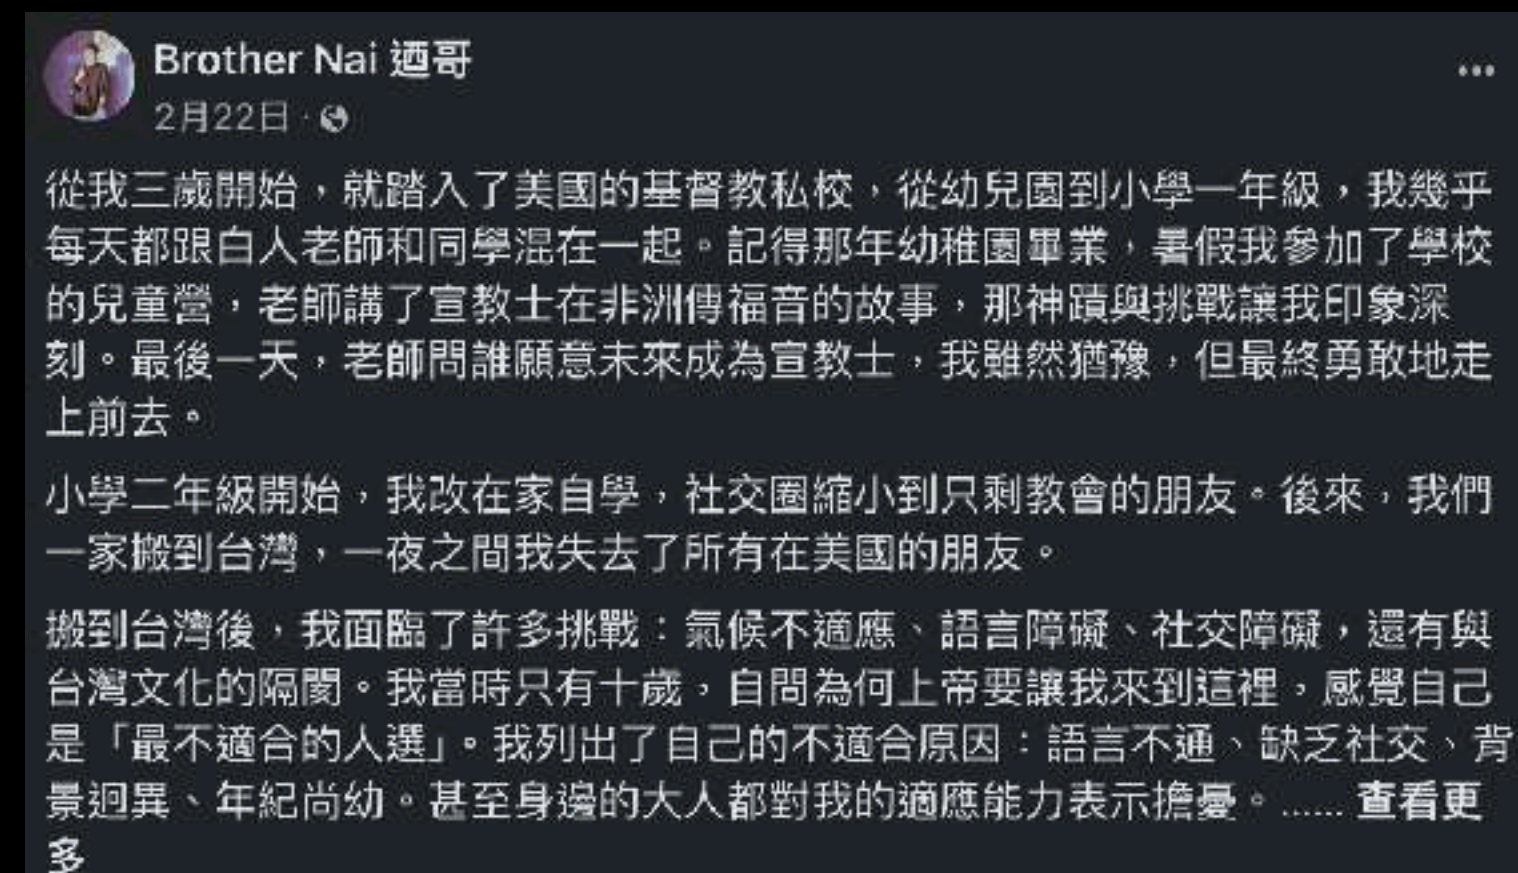 Brother Nai 迺哥
2月22日
從我三歲開始，就踏入了美國的基督教私校，從幼兒園到小學一年級，我幾乎
每天都跟白人老師和同學混在一起。記得那年幼稚園畢業，暑假我參加了學校
的兒童營，老師講了宣教士在非洲傳福音的故事，那神蹟與挑戰讓我印象深
刻。最後一天，老師問誰願意未來成為宣教士，我雖然猶豫，但最終勇敢地走
上前去。
小學二年級開始，我改在家自學，社交圈縮小到只剩教會的朋友。後來，我們
一家搬到台灣，一夜之間我失去了所有在美國的朋友。
搬到台灣後，我面臨了許多挑戰：氣候不適應、語言障礙、社交障礙，還有與
台灣文化的隔閡。我當時只有十歲，自問為何上帝要讓我來到這裡，感覺自己
是「最不適合的人選」。我列出了自己的不適合原因：語言不通、缺乏社交、背
景迥異、年紀尚幼。甚至身邊的大人都對我的適應能力表示擔憂。...... 查看更
多